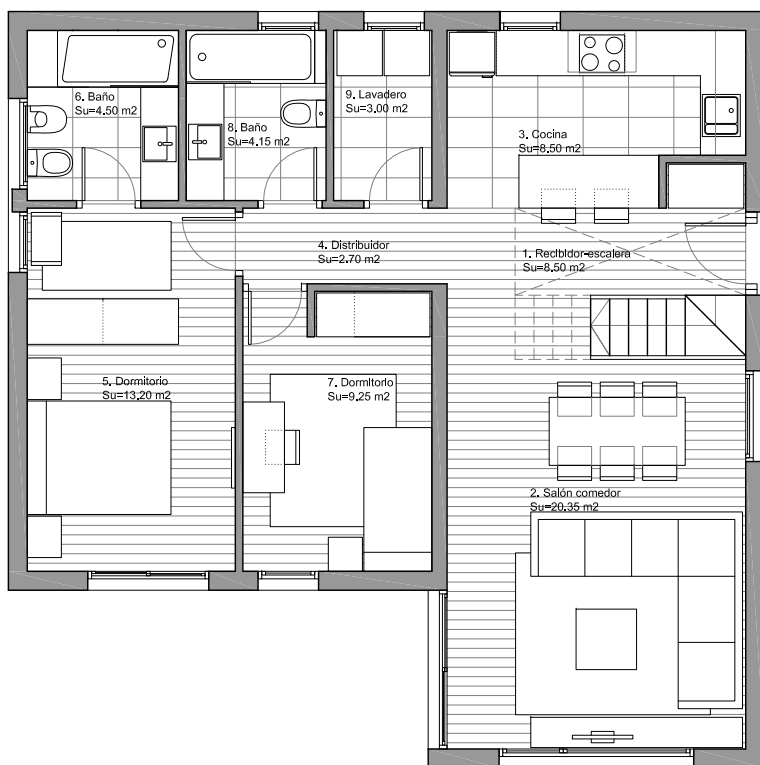 6. Baño
Su=4.50 m2
8. Baño
Su=4.15 m2
9. Lavadero
Su=3.00 m2
3. Cocina
Su=8.50 m2
4. Distribuidor
Su=2.70 m2
1. Recibidor-escalera
Su=8.50 m2
5. Dormitorio
Su=13.20 m2
7. Dormitorio
Su=9.25 m2
2. Salón comedor
Su=20.35 m2